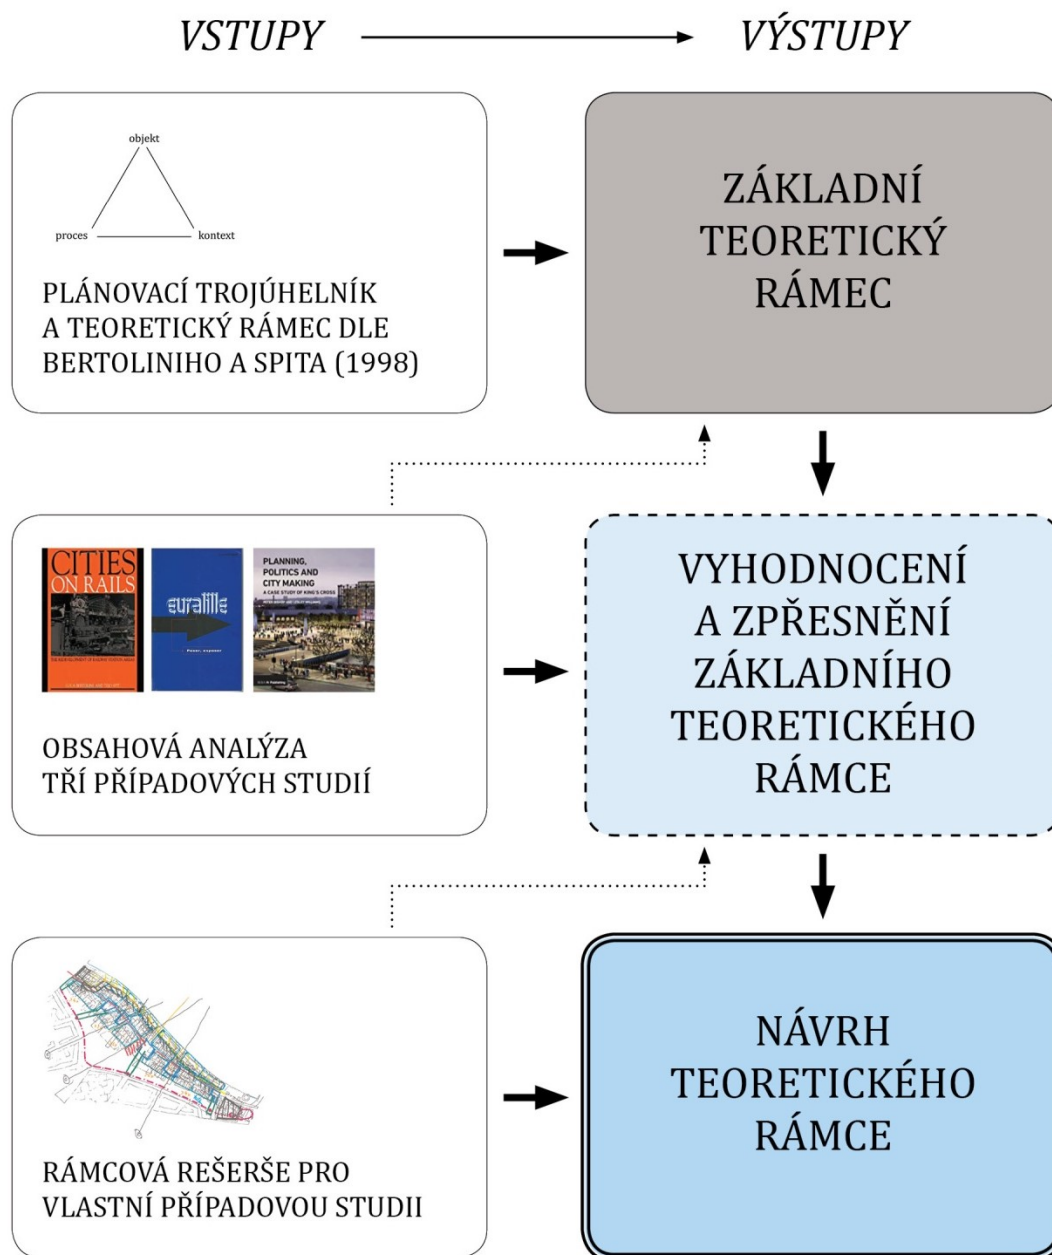 VSTUPY
VÝSTUPY
objekt
proces
kontext
PLÁNOVACÍ TROJÚHELNÍK
A TEORETICKÝ RÁMEC DLE
BERTOLINIHO A SPITA (1998)
ZÁKLADNÍ
TEORETICKÝ
RÁMEC
CITIES
ON RAILS
euralille
PLANNING,
POLITICS AND
CITY MAKING
A CASE STUDY OF KING'S CROSS
OBSAHOVÁ ANALÝZA
TŘÍ PŘÍPADOVÝCH STUDIÍ
VYHODNOCENÍ
A ZPŘESNĚNÍ
ZÁKLADNÍHO
TEORETICKÉHO
RÁMCE
RÁMCOVÁ REŠERŠE PRO
VLASTNÍ PŘÍPADOVOU STUDII
NÁVRH
TEORETICKÉHO
RÁMCE